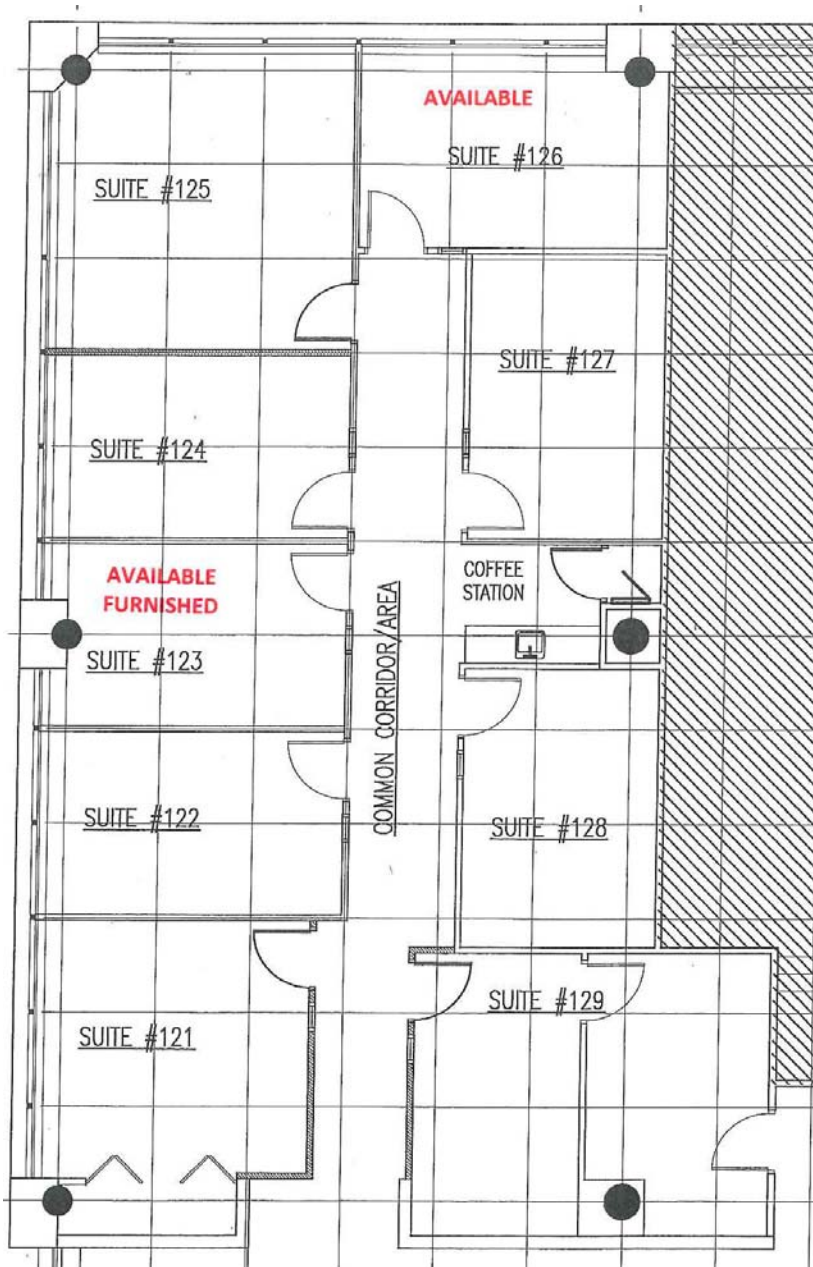 AVAILABLE
SUITE #126
SUITE #125
SUITE #127
SUITE #124
AVAILABLE
FURNISHED
COFFEE
STATION
SUITE #123
COMMON CORRIDOR/AREA
SUITE #122
SUITE #128
SUITE #129
SUITE #121